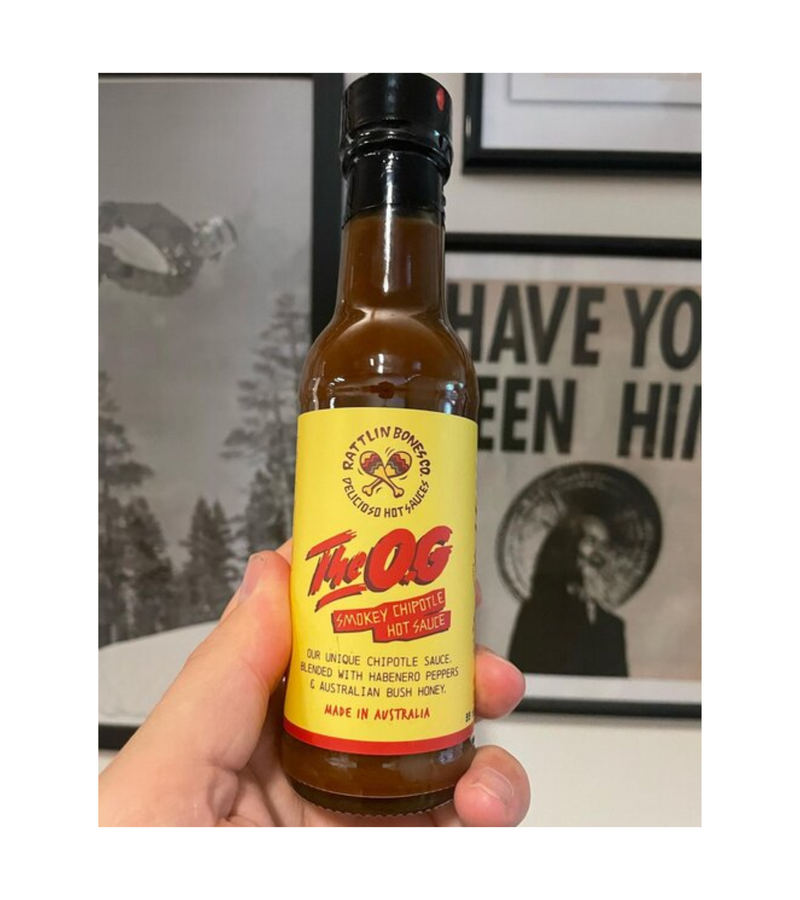 RATTLIN BONES CO.
DELICIOSO HOT SAUCES
The O.G
SMOKEY CHIPOTLE
HOT SAUCE
OUR UNIQUE CHIPOTLE SAUCE.
BLENDED WITH HABENERO PEPPERS
& AUSTRALIAN BUSH HONEY.
MADE IN AUSTRALIA
HAVE YO
EEN HI